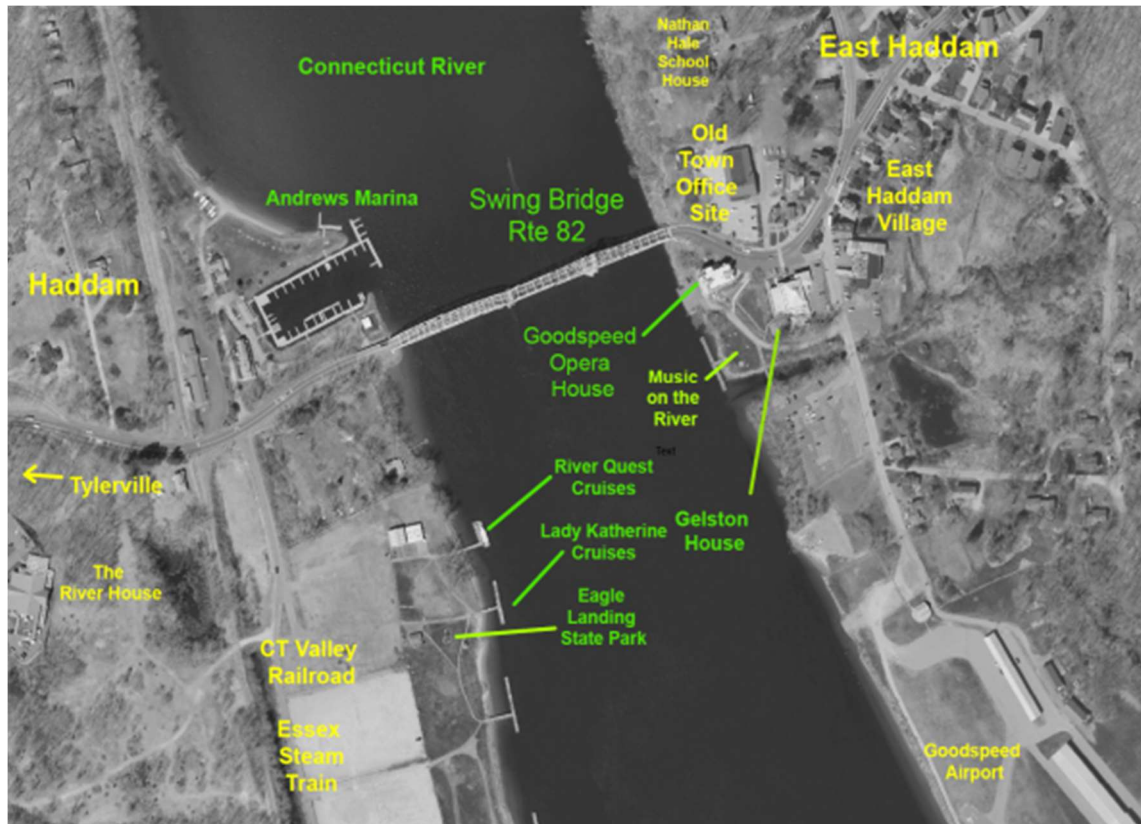 Connecticut River
Nathan
Hale
School
House
East Haddam
Old
Town
Office
Site
East
Haddam
Village
Andrews Marina
Swing Bridge
Rte 82
Haddam
Goodspeed
Opera
House
Music
on the
River
Text
Tylerville
River Quest
Cruises
Lady Katherine
Cruises
Gelston
House
The
River House
Eagle
Landing
State Park
CT Valley
Railroad
Essex
Steam
Train
Goodspeed
Airport